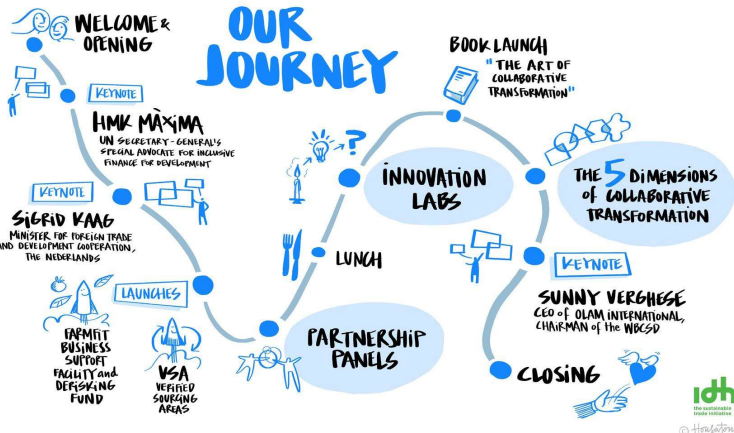 OUR
JOURNEY
WELCOME &
OPENING
KEYNOTE
HMK MÀXIMA
UN SECRETARY-GENERAL'S
SPECIAL ADVOCATE FOR INCLUSIVE
FINANCE FOR DEVELOPMENT
KEYNOTE
SIGRID KAAG
MINISTER FOR FOREIGN TRADE
AND DEVELOPMENT COOPERATION,
THE NEDERLANDS
LAUNCHES
FARMFIT
BUSINESS
SUPPORT
FACILITY and
DERISKING
FUND
VSA
VERIFIED
SOURCING
AREAS
PARTNERSHIP
PANELS
LUNCH
?
INNOVATION
LABS
BOOK LAUNCH
"THE ART OF
COLLABORATIVE
TRANSFORMATION"
THE 5 DIMENSIONS
of COLLABORATIVE
TRANSFORMATION
KEYNOTE
SUNNY VERGHESE
CEO of OLAM INTERNATIONAL,
CHAIRMAN of the WBCSD
CLOSING
idh
the sustainable
trade initiative
©